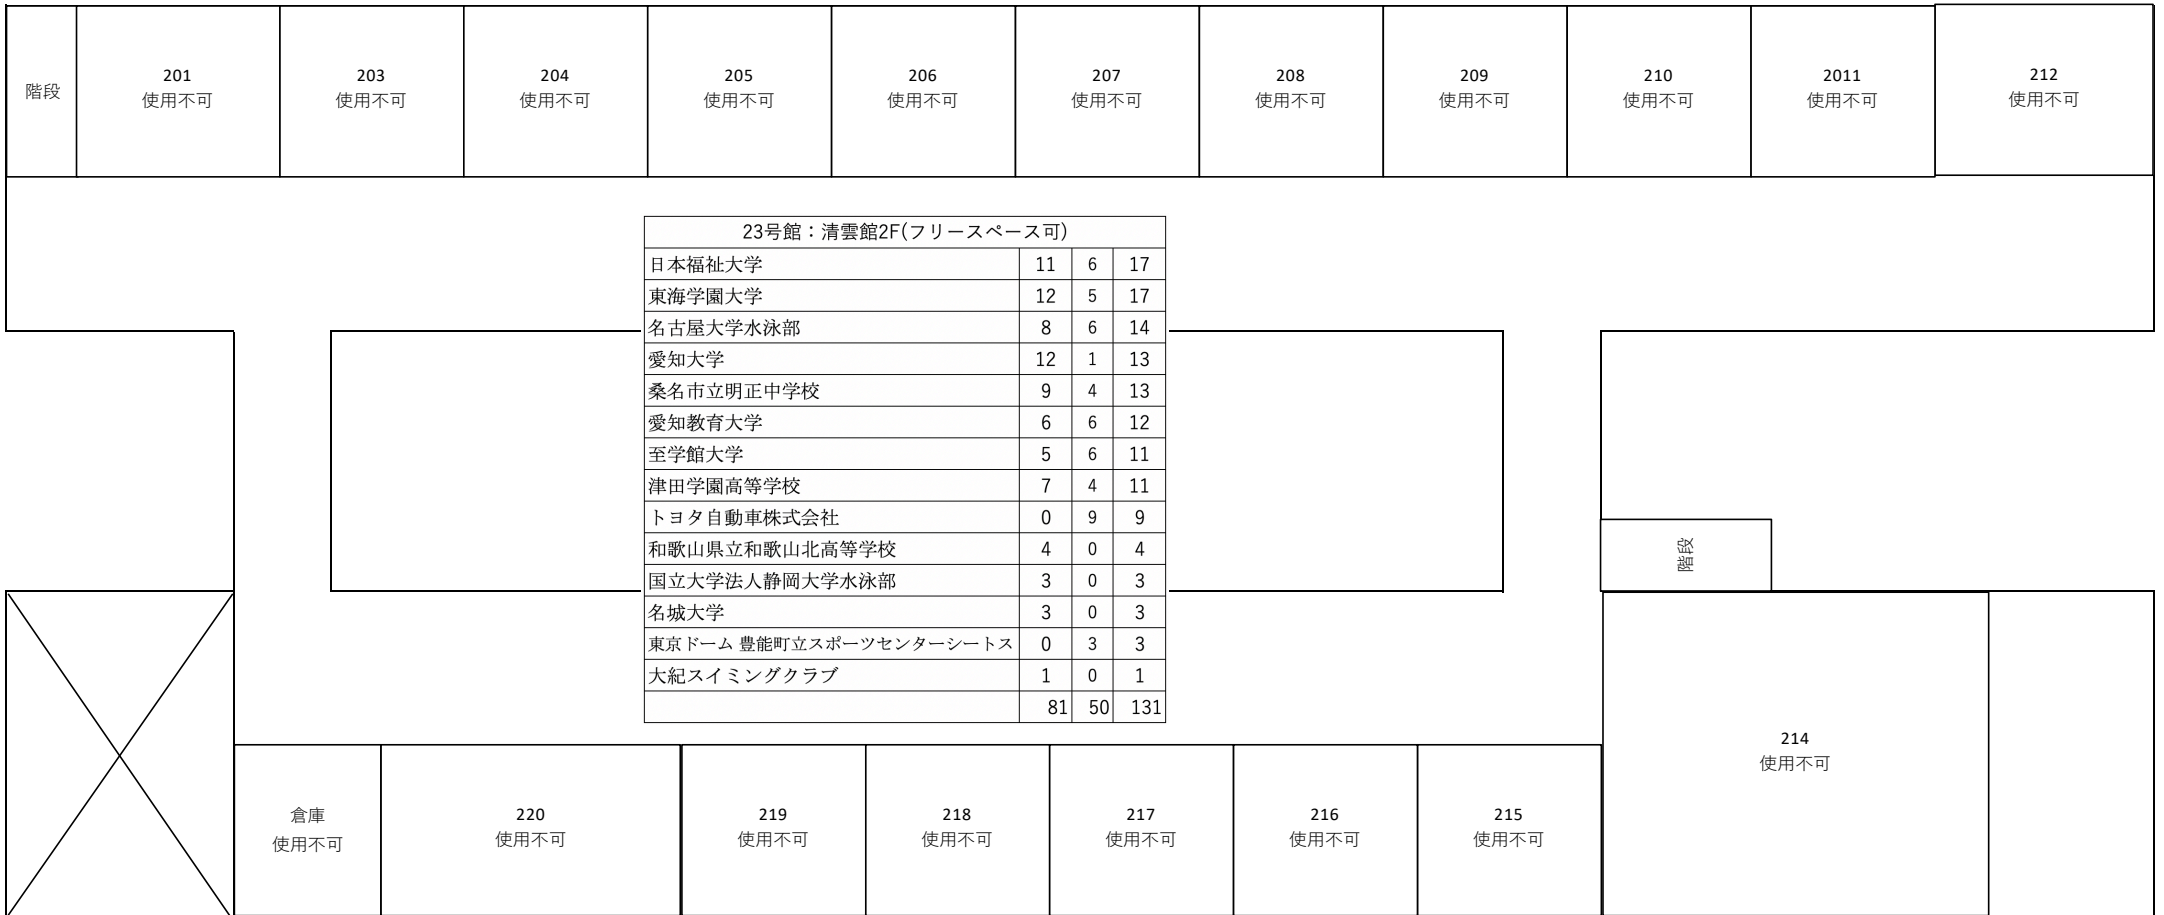 階段
201
使用不可
203
使用不可
204
使用不可
205
使用不可
206
使用不可
207
使用不可
208
使用不可
209
使用不可
210
使用不可
2011
使用不可
212
使用不可
23号館：清雲館2F(フリースペース可)
日本福祉大学 11 6 17
東海学園大学 12 5 17
名古屋大学水泳部 8 6 14
愛知大学 12 1 13
桑名市立明正中学校 9 4 13
愛知教育大学 6 6 12
至学館大学 5 6 11
津田学園高等学校 7 4 11
トヨタ自動車株式会社 0 9 9
和歌山県立和歌山北高等学校 4 0 4
国立大学法人静岡大学水泳部 3 0 3
名城大学 3 0 3
東京ドーム 豊能町立スポーツセンターシートス 0 3 3
大紀スイミングクラブ 1 0 1
81 50 131
階段
214
使用不可
倉庫
使用不可
220
使用不可
219
使用不可
218
使用不可
217
使用不可
216
使用不可
215
使用不可